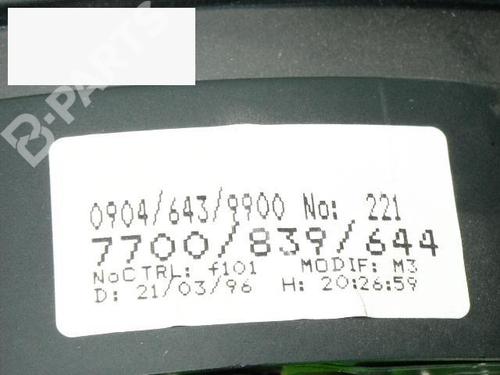 B-PARTS
0904/643/9900 No: 221
7700/839/644
NoCTRL: f101 MODIF: M3
D: 21/03/96 H: 20:26:59